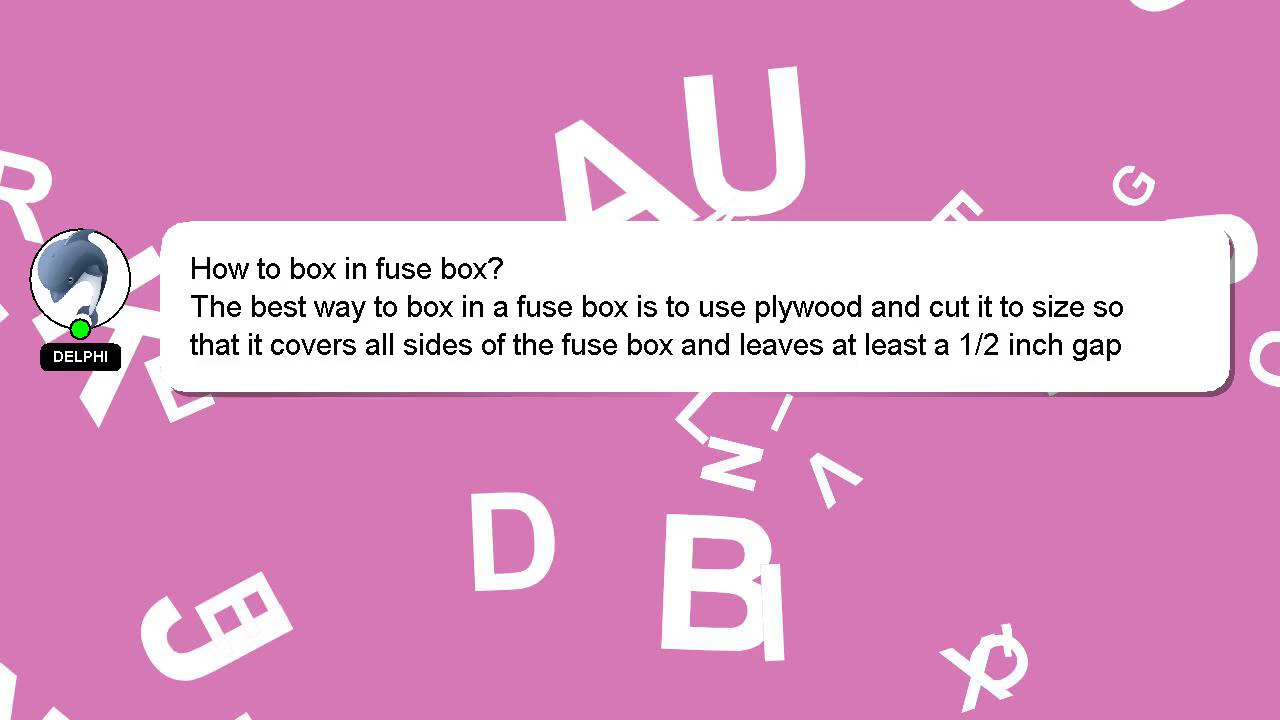 AU
R
G
E
How to box in fuse box?
The best way to box in a fuse box is to use plywood and cut it to size so
that it covers all sides of the fuse box and leaves at least a 1/2 inch gap
DELPHI
L
I
N
V
D
B
I